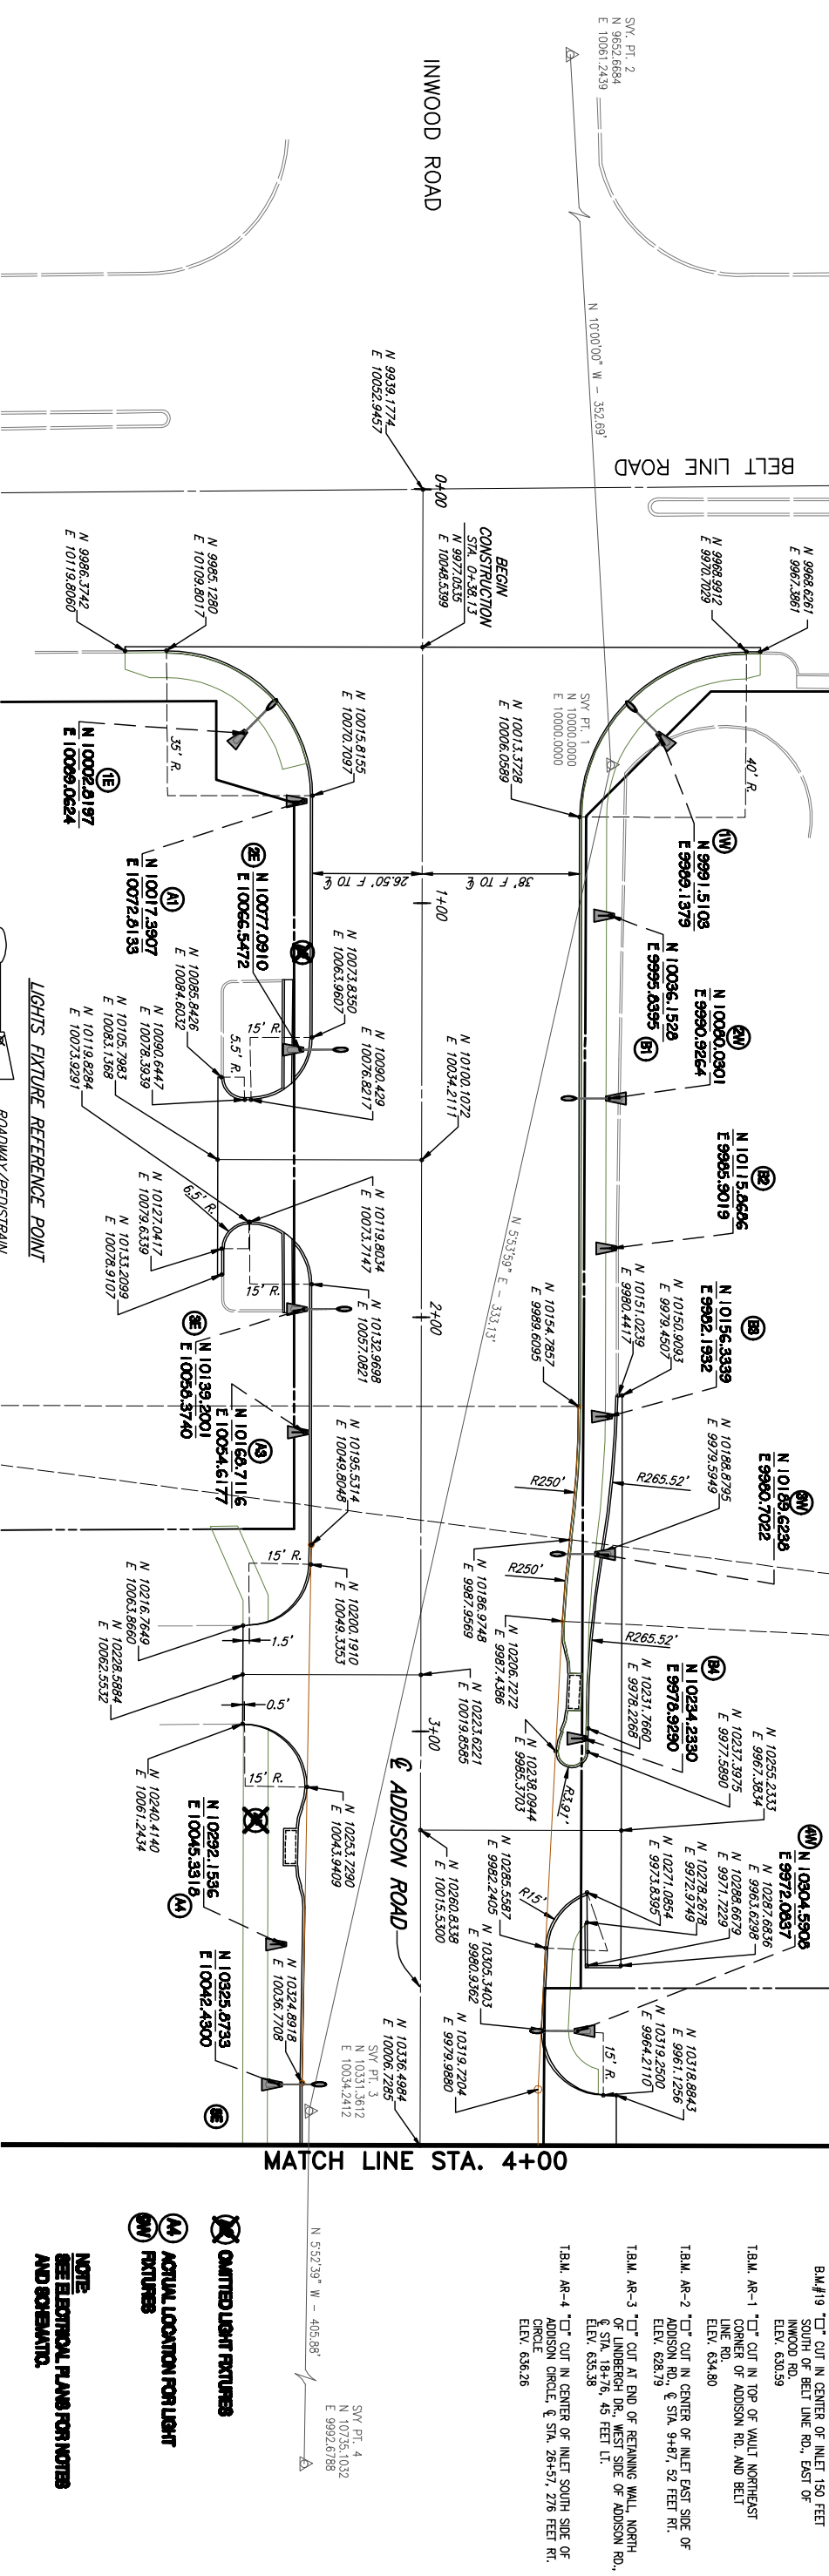 SVY. PT. 2
N 9652.6684
E 10061.2439
INWOOD ROAD
N 10°00'00" W - 352.69'
BELT LINE ROAD
N 9939.1774
E 10052.9457
0+00
BEGIN
CONSTRUCTION
STA. 0+38.13
N 9977.0535
E 10048.5399
N 9968.6261
E 9967.3861
N 9968.9912
E 9970.7029
N 9985.1280
E 10109.8017
N 9986.3742
E 10119.8060
SVY PT. 1
N 10000.0000
E 10000.0000
N 10013.3728
E 10006.0589
N 10015.8155
E 10070.7097
40' R.
35' R.
1W
N 9991.5103
E 9989.1379
1E
N 10002.8197
E 10089.0624
A1
N 10017.3907
E 10072.8133
38' F TO ℄
26.50' F TO ℄
1+00
N 10036.1528
E 9995.8395
B1
2W
N 10080.0301
E 9990.9264
2E
N 10077.0910
E 10066.5472
N 10073.8350
E 10063.9607
N 10085.8426
E 10084.6032
15' R.
5.5' R.
N 10090.429
E 10076.8217
N 10090.6447
E 10078.3939
N 10100.1072
E 10034.2111
N 10105.7983
E 10083.1368
N 10119.8284
E 10073.9291
B2
N 10115.8686
E 9985.9019
N 5°53'59" E - 333.13'
N 10119.8034
E 10073.7147
6.5' R.
15' R.
N 10127.0417
E 10079.6339
N 10133.2099
E 10078.9107
2+00
N 10132.9698
E 10057.0821
3E
N 10139.2001
E 10058.3740
N 10151.0239
E 9980.4417
N 10150.9093
E 9979.4507
N 10154.7857
E 9989.6095
B3
N 10156.3339
E 9982.1932
A3
N 10168.7116
E 10054.6177
N 10188.8795
E 9979.5949
3W
N 10189.6238
E 9980.7022
R250'
R265.52'
R250'
R265.52'
N 10186.9748
E 9987.9569
N 10195.5314
E 10049.8048
N 10200.1910
E 10049.3353
15' R.
N 10206.7272
E 9987.4386
N 10216.7649
E 10063.8660
1.5'
N 10228.5884
E 10062.5532
N 10223.6221
E 10019.8585
N 10231.7660
E 9978.2268
B4
N 10234.2330
E 9978.9290
N 10237.3975
E 9977.5890
N 10238.0944
E 9985.3703
R3.91'
3+00
0.5'
N 10240.4140
E 10061.2434
15' R.
N 10253.7290
E 10043.9409
N 10255.2333
E 9967.3834
℄ ADDISON ROAD
N 10260.8338
E 10015.5300
N 10271.0854
E 9973.8395
N 10278.2678
E 9972.9749
N 10288.6679
E 9971.7229
N 10287.6836
E 9963.6298
N 10285.5587
E 9982.2405
R15'
N 10292.1536
E 10045.3318
A4
4W
N 10304.5908
E 9972.0837
N 10305.3403
E 9980.9362
15' R.
N 10319.2500
E 9964.2110
N 10318.8843
E 9961.1256
N 10319.7204
E 9979.9880
N 10324.8918
E 10036.7708
N 10325.8733
E 10042.4300
SVY PT. 3
N 10331.3612
E 10034.2412
N 10336.4984
E 10006.7285
MATCH LINE STA. 4+00
LIGHTS FIXTURE REFERENCE POINT
ROADWAY/PEDISTRAIN
N 5°52'39" W - 405.88'
SVY PT. 4
N 10735.1032
E 9992.6788
B.M.#19 "□" CUT IN CENTER OF INLET 150 FEET
SOUTH OF BELT LINE RD., EAST OF
INWOOD RD.
ELEV. 630.59
T.B.M. AR-1 "□" CUT IN TOP OF VAULT NORTHEAST
CORNER OF ADDISON RD. AND BELT
LINE RD.
ELEV. 634.80
T.B.M. AR-2 "□" CUT IN CENTER OF INLET EAST SIDE OF
ADDISON RD., ℄ STA. 9+87, 52 FEET RT.
ELEV. 628.79
T.B.M. AR-3 "□" CUT AT END OF RETAINING WALL, NORTH
OF LINDBERGH DR., WEST SIDE OF ADDISON RD.,
℄ STA. 18+76, 45 FEET LT.
ELEV. 635.38
T.B.M. AR-4 "□" CUT IN CENTER OF INLET SOUTH SIDE OF
ADDISON CIRCLE, ℄ STA. 26+57, 276 FEET RT.
CIRCLE
ELEV. 636.26
OMITTED LIGHT FIXTURES
A4
5W
ACTUAL LOCATION FOR LIGHT
FIXTURES
NOTE:
SEE ELECTRICAL PLANS FOR NOTES
AND SCHEMATIC.